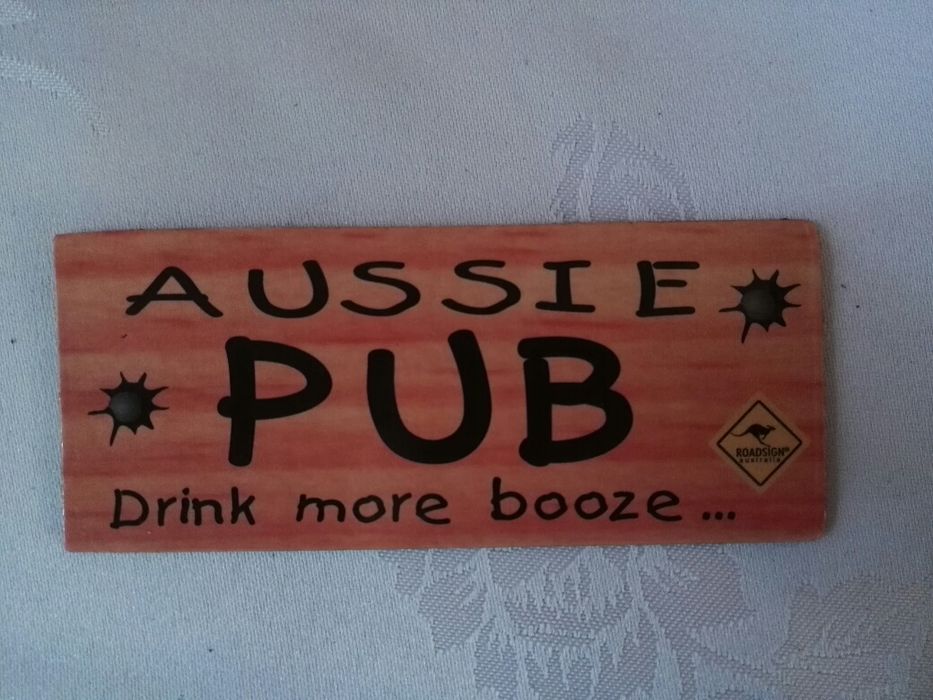 AUSSIE
PUB
ROADSIGN
australia
Drink more booze...